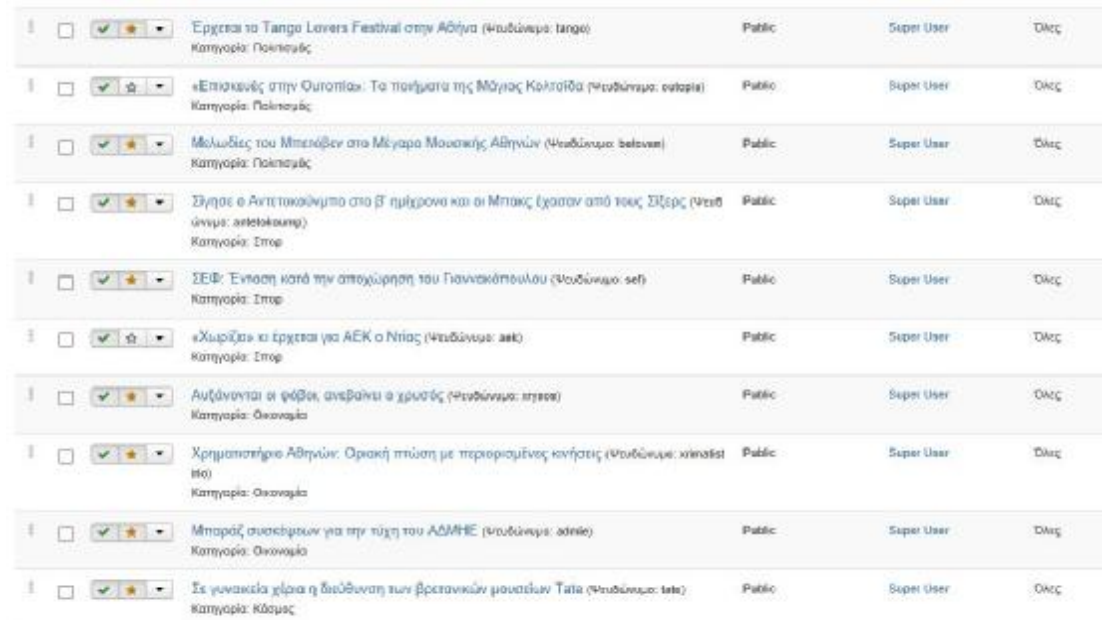 Έρχεται το Tango Lovers Festival στην Αθήνα (Ψευδώνυμο: tango) Public Super User Όλες
Κατηγορία: Πολιτισμός
«Επισκευές στην Ουτοπία»: Τα ποιήματα της Μάγιας Κολτσίδα (Ψευδώνυμο: outopia) Public Super User Όλες
Κατηγορία: Πολιτισμός
Μελωδίες του Μπετόβεν στο Μέγαρο Μουσικής Αθηνών (Ψευδώνυμο: betoven) Public Super User Όλες
Κατηγορία: Πολιτισμός
Σίγησε ο Αντετοκούνμπο στο β' ημίχρονο και οι Μπακς έχασαν από τους Σίξερς (Ψευδ Public Super User Όλες
ώνυμο: antetokoump)
Κατηγορία: Σπορ
ΣΕΦ: Ένταση κατά την αποχώρηση του Γιαννακόπουλου (Ψευδώνυμο: sef) Public Super User Όλες
Κατηγορία: Σπορ
«Χωρίζει» κι έρχεται για ΑΕΚ ο Ντίας (Ψευδώνυμο: aek) Public Super User Όλες
Κατηγορία: Σπορ
Αυξάνονται οι φόβοι, ανεβαίνει ο χρυσός (Ψευδώνυμο: xrysos) Public Super User Όλες
Κατηγορία: Οικονομία
Χρηματιστήριο Αθηνών: Οριακή πτώση με περιορισμένες κινήσεις (Ψευδώνυμο: xrimatist Public Super User Όλες
irio)
Κατηγορία: Οικονομία
Μπαράζ συσκέψεων για την τύχη του ΑΔΜΗΕ (Ψευδώνυμο: admie) Public Super User Όλες
Κατηγορία: Οικονομία
Σε γυναικεία χέρια η διεύθυνση των βρετανικών μουσείων Tate (Ψευδώνυμο: tate) Public Super User Όλες
Κατηγορία: Κόσμος